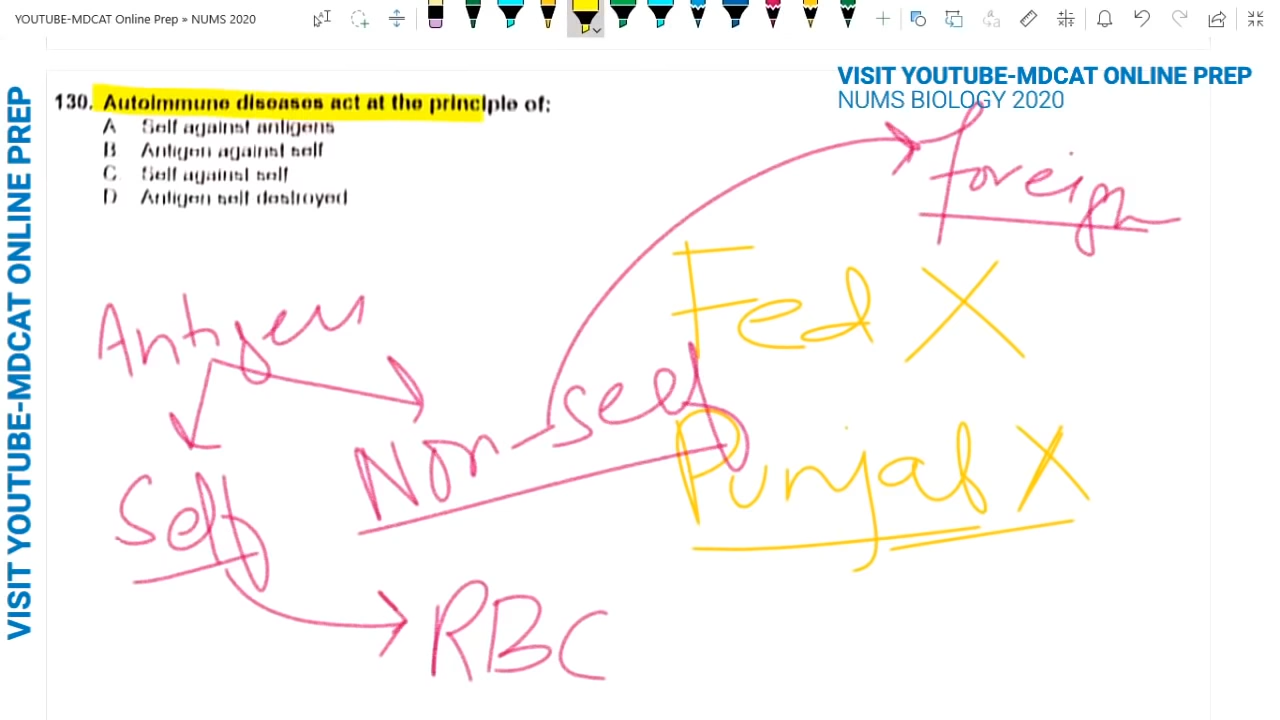 YOUTUBE-MDCAT Online Prep » NUMS 2020
VISIT YOUTUBE-MDCAT ONLINE PREP
VISIT YOUTUBE-MDCAT ONLINE PREP
NUMS BIOLOGY 2020
130. Autoimmune diseases act at the principle of:
A Self against antigens
B Antigen against self
C. Self against self
D Antigen self destroyed
foreign
Fed X
Antigen
Non-self
Punjab X
Self
RBC